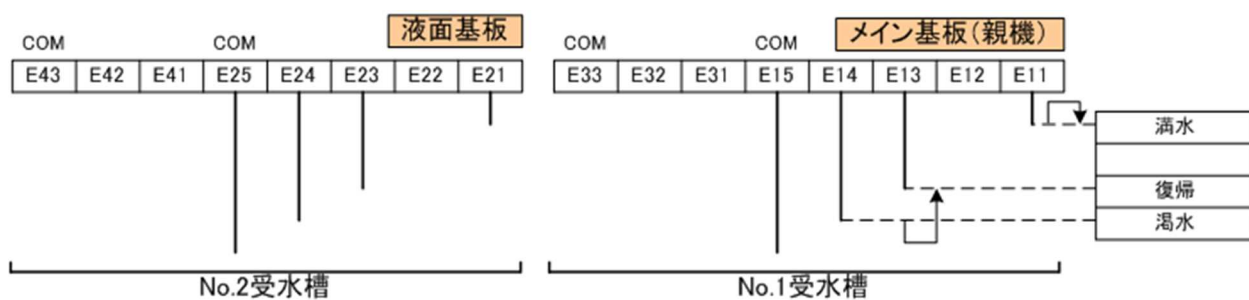 液面基板
メイン基板(親機)
COM COM COM COM
E43 E42 E41 E25 E24 E23 E22 E21 E33 E32 E31 E15 E14 E13 E12 E11
満水
復帰
渇水
No.2受水槽 No.1受水槽